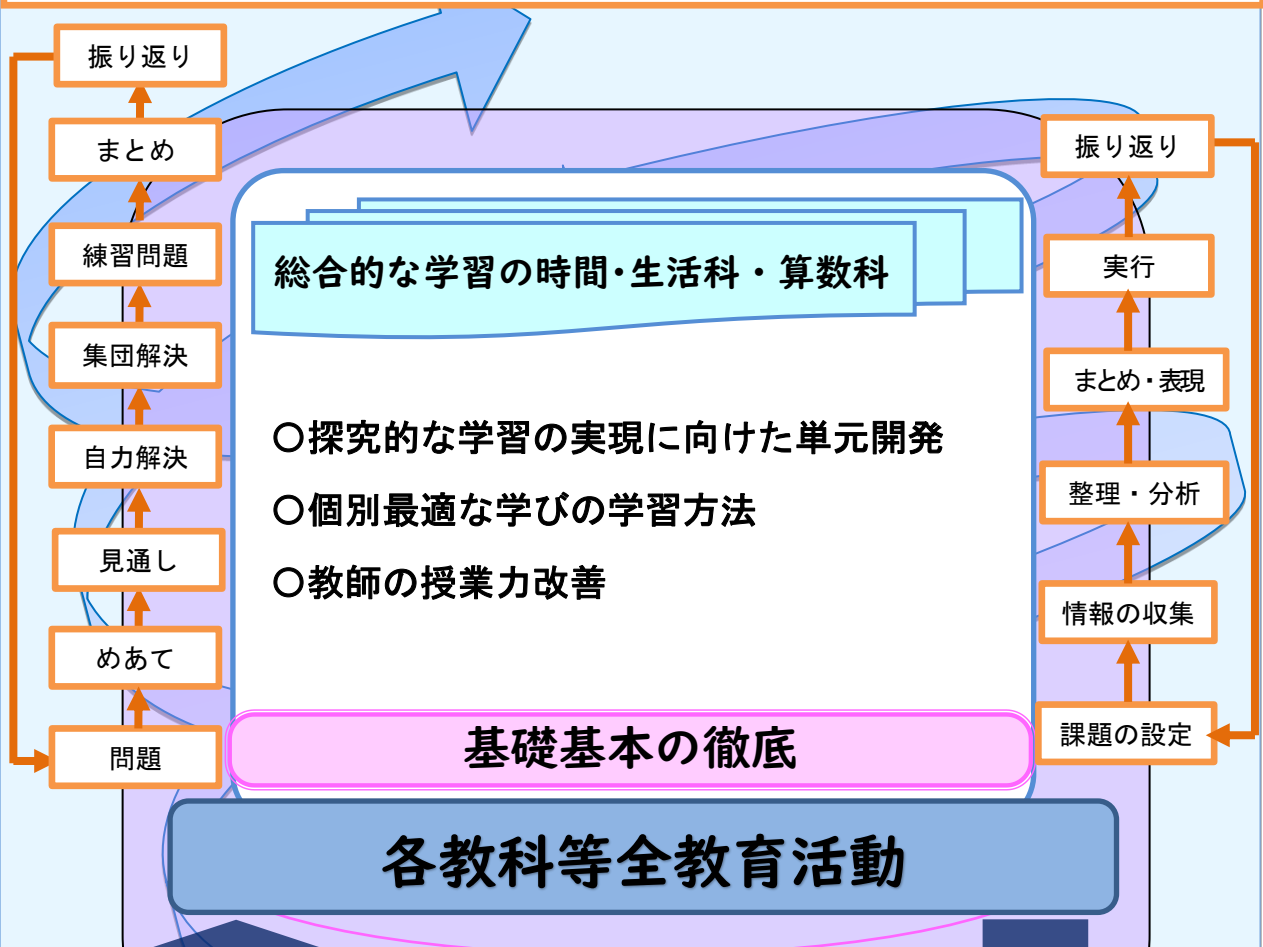 振り返り
まとめ
練習問題
集団解決
自力解決
見通し
めあて
問題
総合的な学習の時間・生活科・算数科
〇探究的な学習の実現に向けた単元開発
〇個別最適な学びの学習方法
〇教師の授業力改善
基礎基本の徹底
各教科等全教育活動
振り返り
実行
まとめ・表現
整理・分析
情報の収集
課題の設定